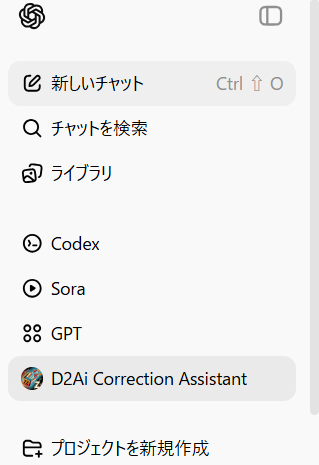 新しいチャット Ctrl ⇧ O
チャットを検索
ライブラリ
Codex
Sora
GPT
D2Ai Correction Assistant
プロジェクトを新規作成